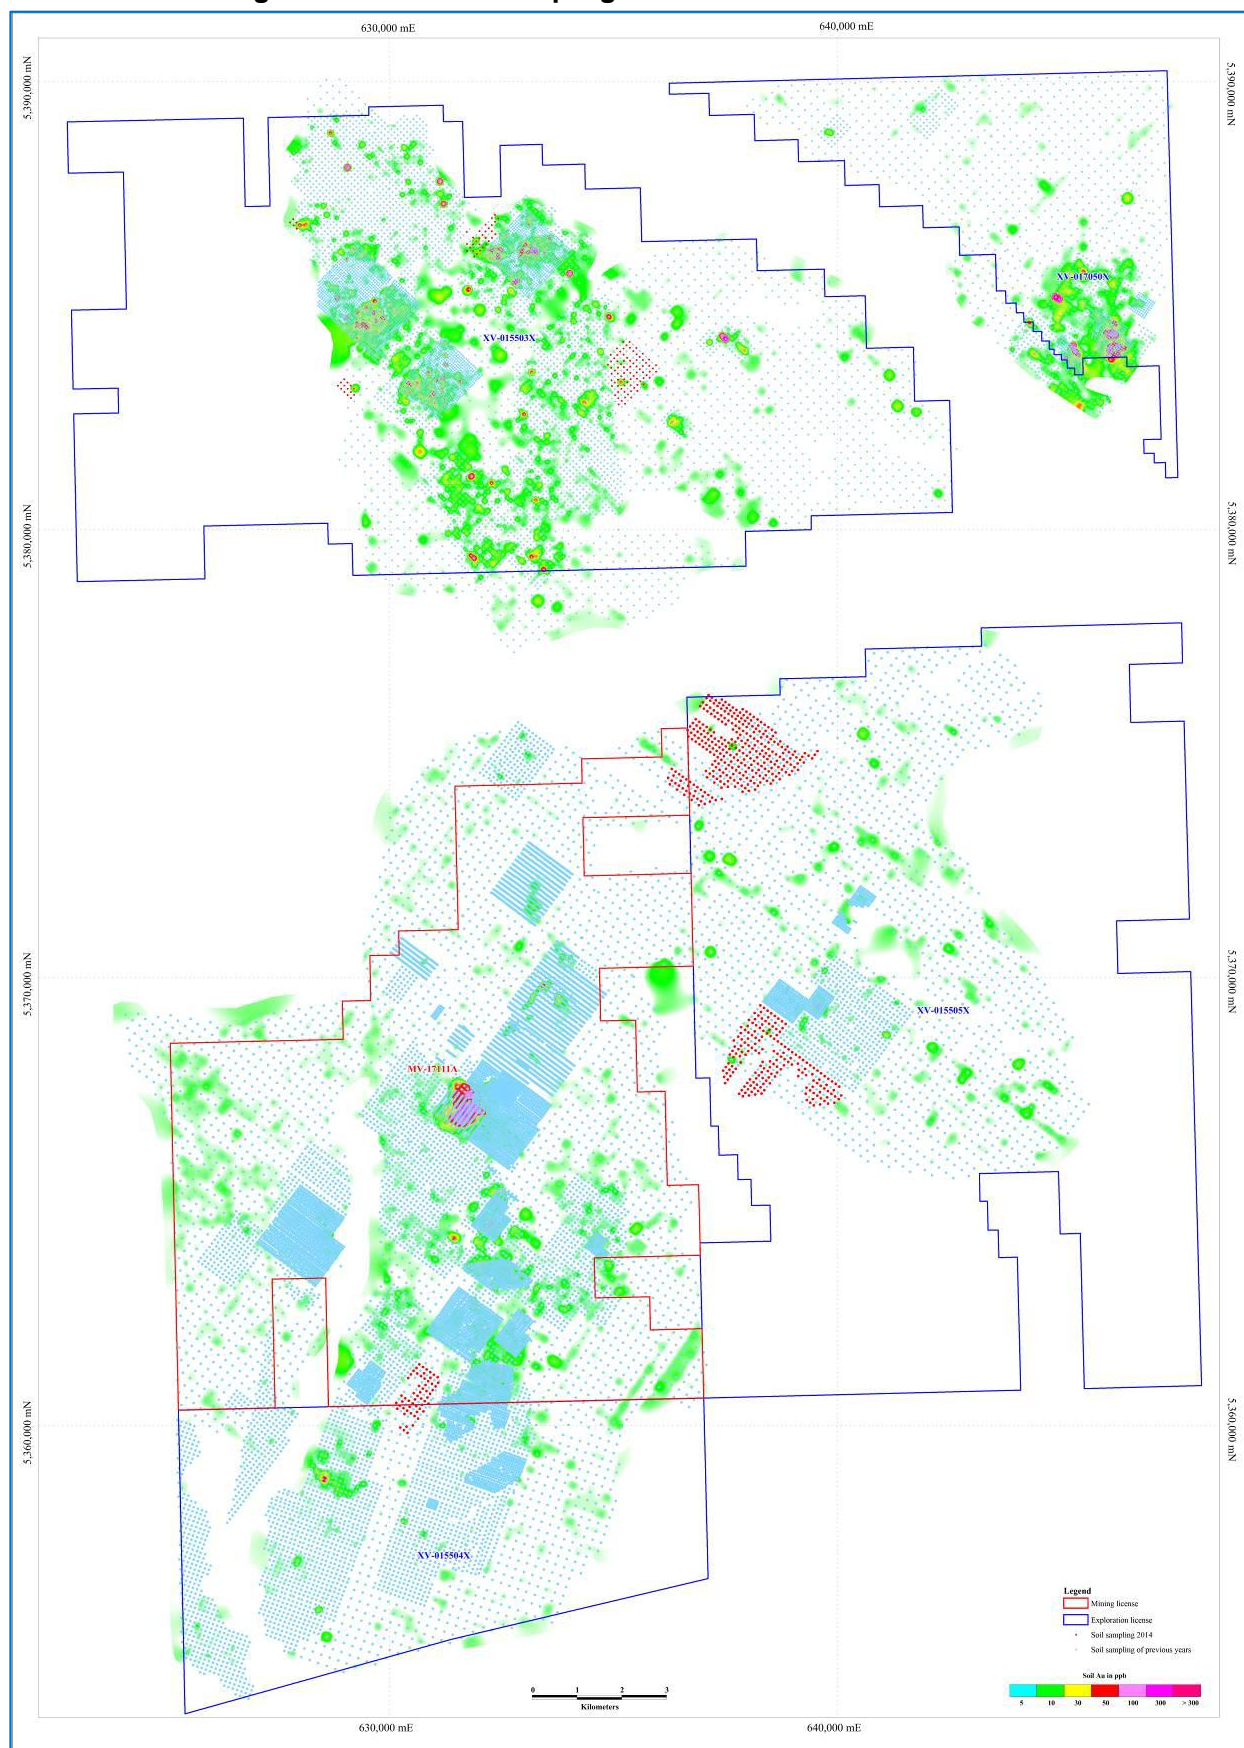 630,000 mE
640,000 mE
5,390,000 mN
5,390,000 mN
XV-017050X
XV-015503X
5,380,000 mN
5,380,000 mN
5,370,000 mN
5,370,000 mN
XV-015505X
MV-17111A
5,360,000 mN
5,360,000 mN
XV-015504X
Legend
Mining license
Exploration license
Soil sampling 2014
Soil sampling of previous years
Soil Au in ppb
5 10 30 50 100 300 > 300
0 1 2 3
Kilometers
630,000 mE
640,000 mE